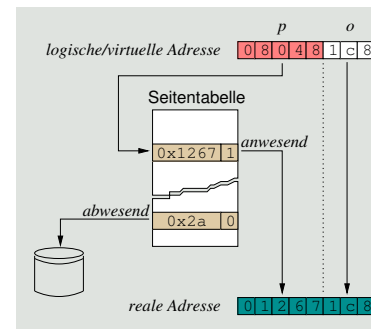 p o
logische/virtuelle Adresse 0 8 0 4 8 1 c 8
Seitentabelle
0x1267 1 anwesend
abwesend
0x2a 0
reale Adresse 0 1 2 6 7 1 c 8